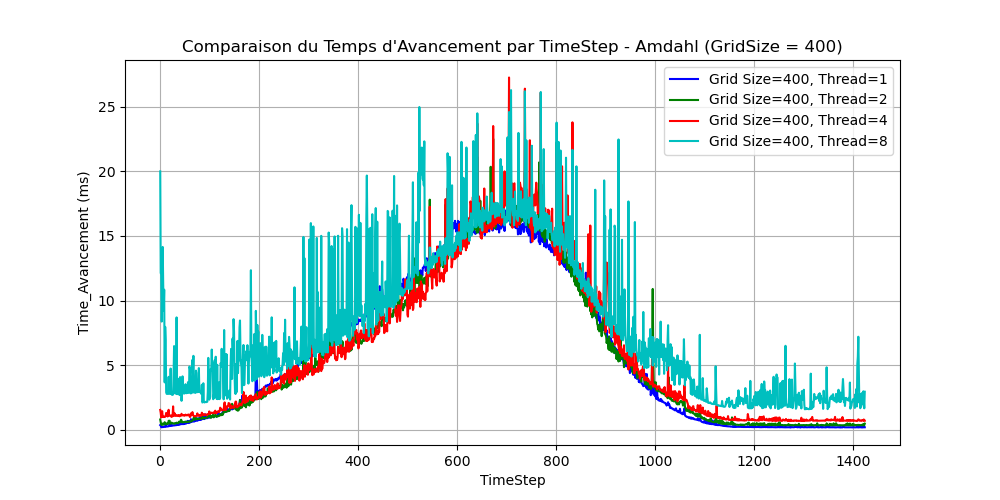 Comparaison du Temps d'Avancement par TimeStep - Amdahl (GridSize = 400)
Grid Size=400, Thread=1
Grid Size=400, Thread=2
Grid Size=400, Thread=4
Grid Size=400, Thread=8
Time_Avancement (ms)
25
20
15
10
5
0
0 200 400 600 800 1000 1200 1400
TimeStep